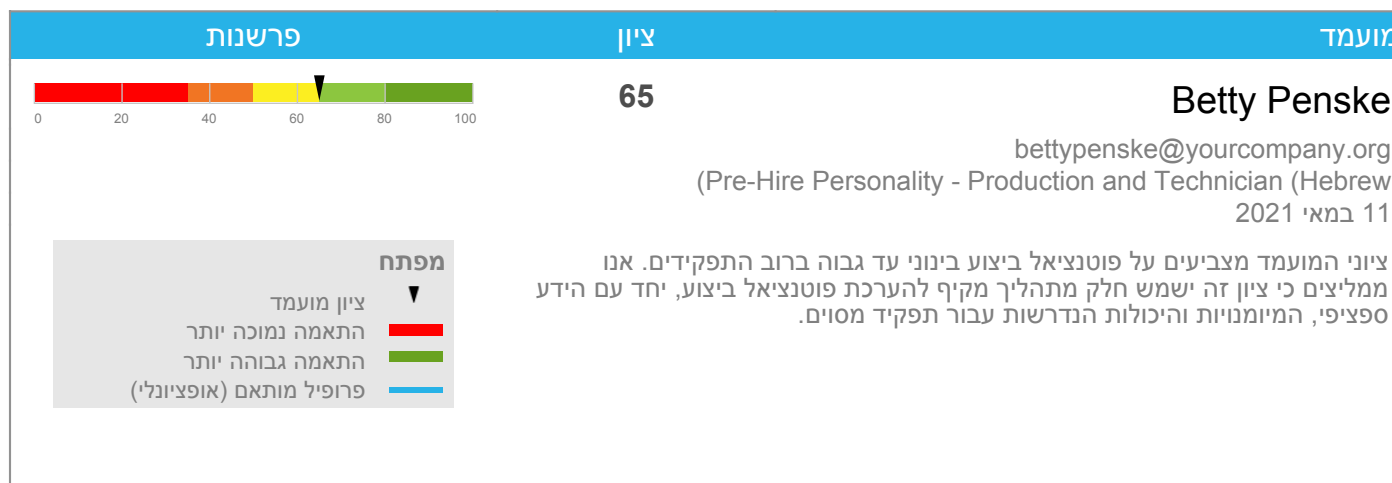 מועמד ציון פרשנות
Betty Penske 65
0 20 40 60 80 100
bettypenske@yourcompany.org
(Pre-Hire Personality - Production and Technician (Hebrew
11 במאי 2021
ציוני המועמד מצביעים על פוטנציאל ביצוע בינוני עד גבוה ברוב התפקידים. אנו
ממליצים כי ציון זה ישמש חלק מתהליך מקיף להערכת פוטנציאל ביצוע, יחד עם הידע
ספציפי, המיומנויות והיכולות הנדרשות עבור תפקיד מסוים.
מפתח
ציון מועמד
התאמה נמוכה יותר
התאמה גבוהה יותר
פרופיל מותאם (אופציונלי)